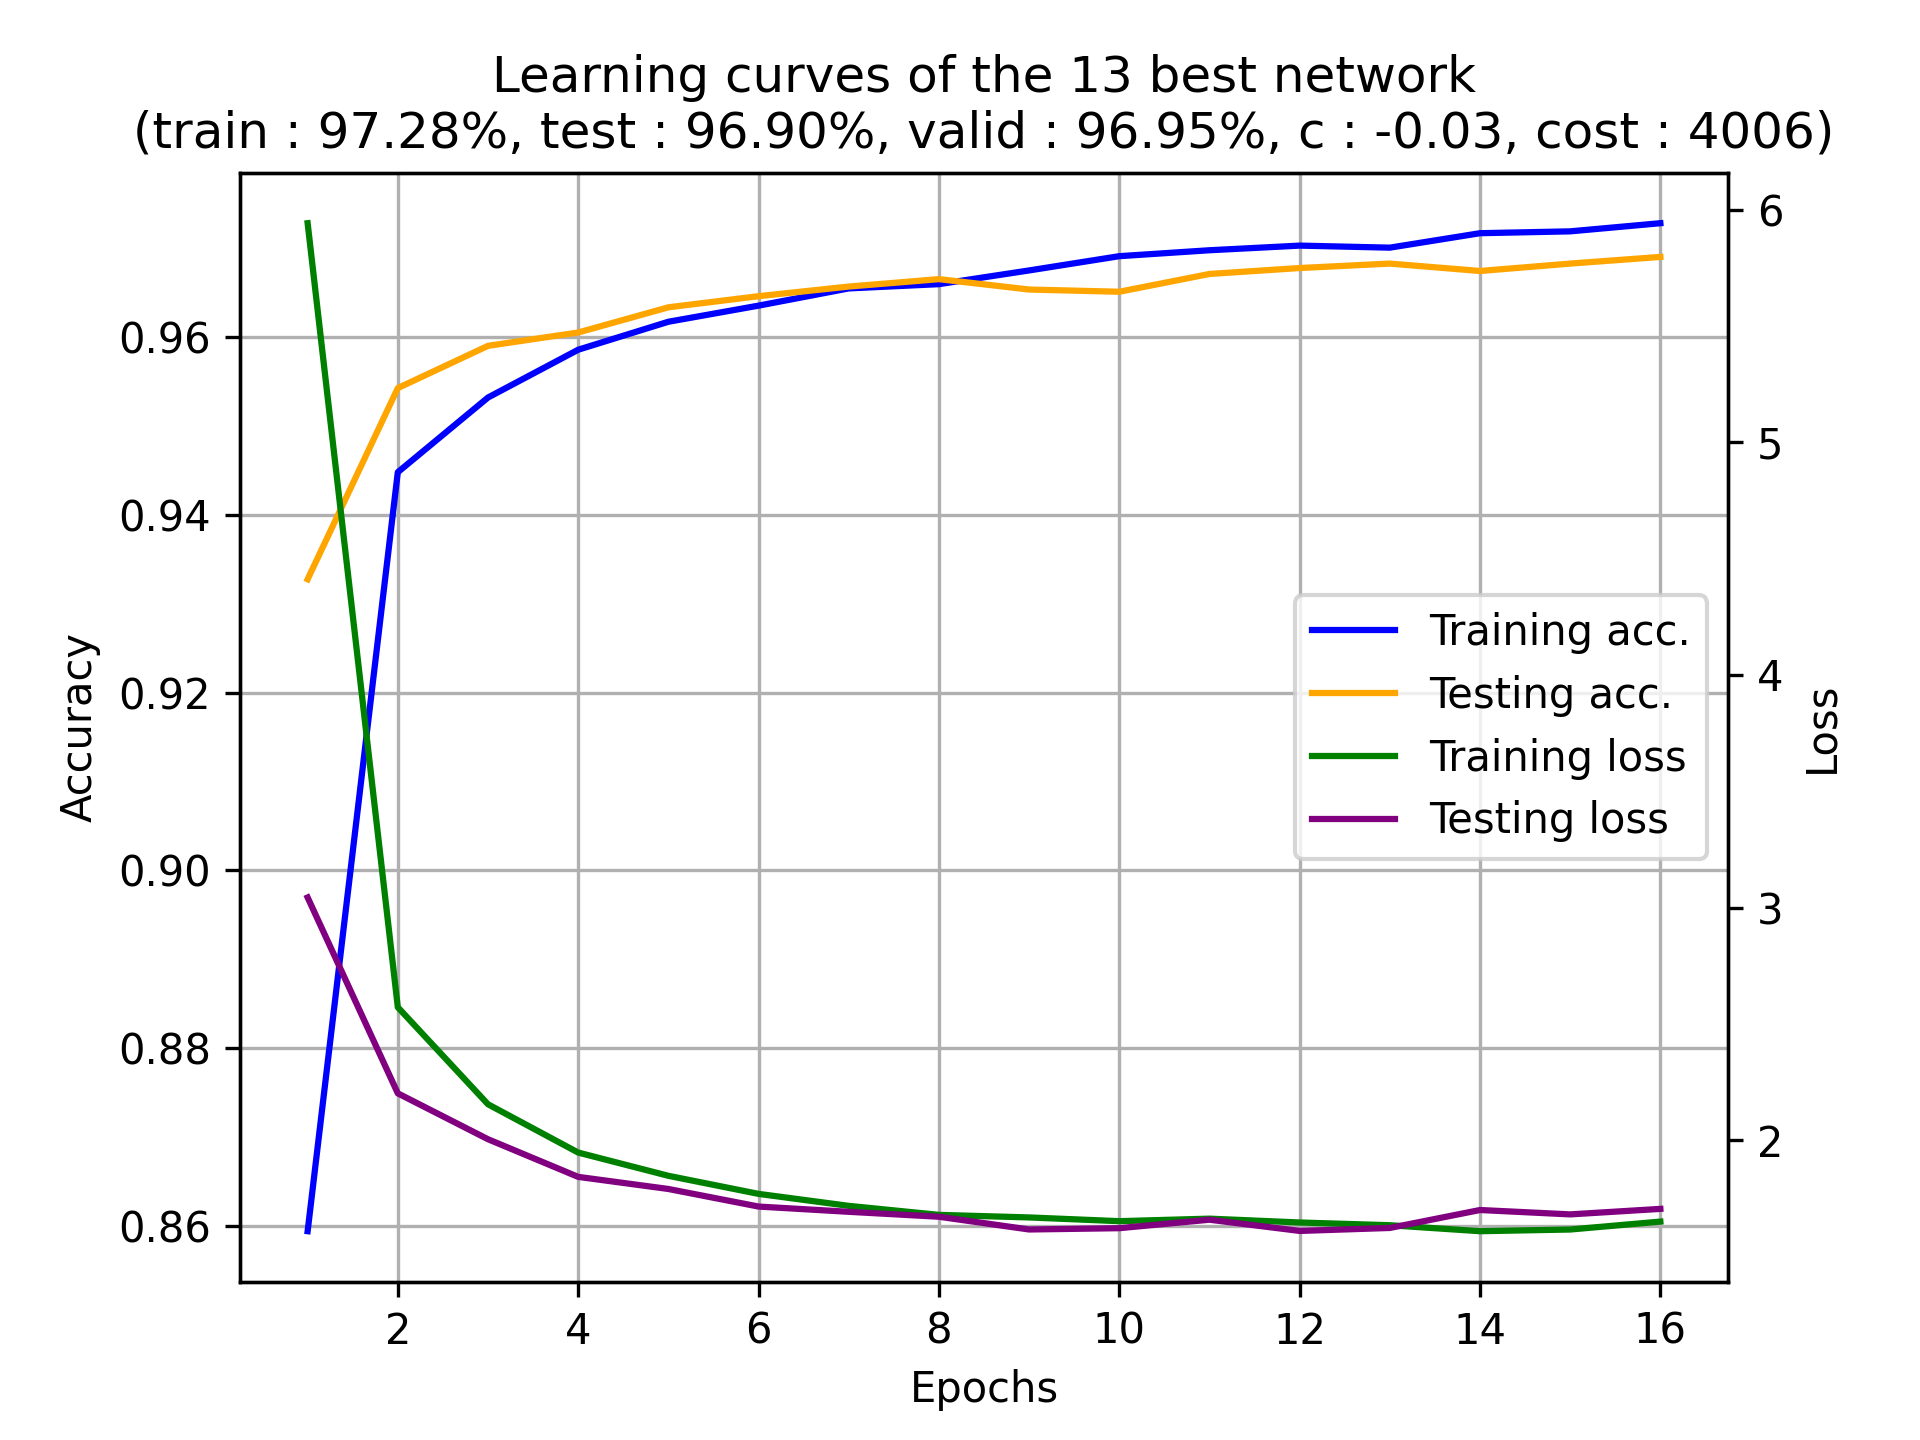 Learning curves of the 13 best network
(train : 97.28%, test : 96.90%, valid : 96.95%, c : -0.03, cost : 4006)
Accuracy
0.96
0.94
0.92
0.90
0.88
0.86
6
5
4
3
2
Loss
Training acc.
Testing acc.
Training loss
Testing loss
2 4 6 8 10 12 14 16
Epochs